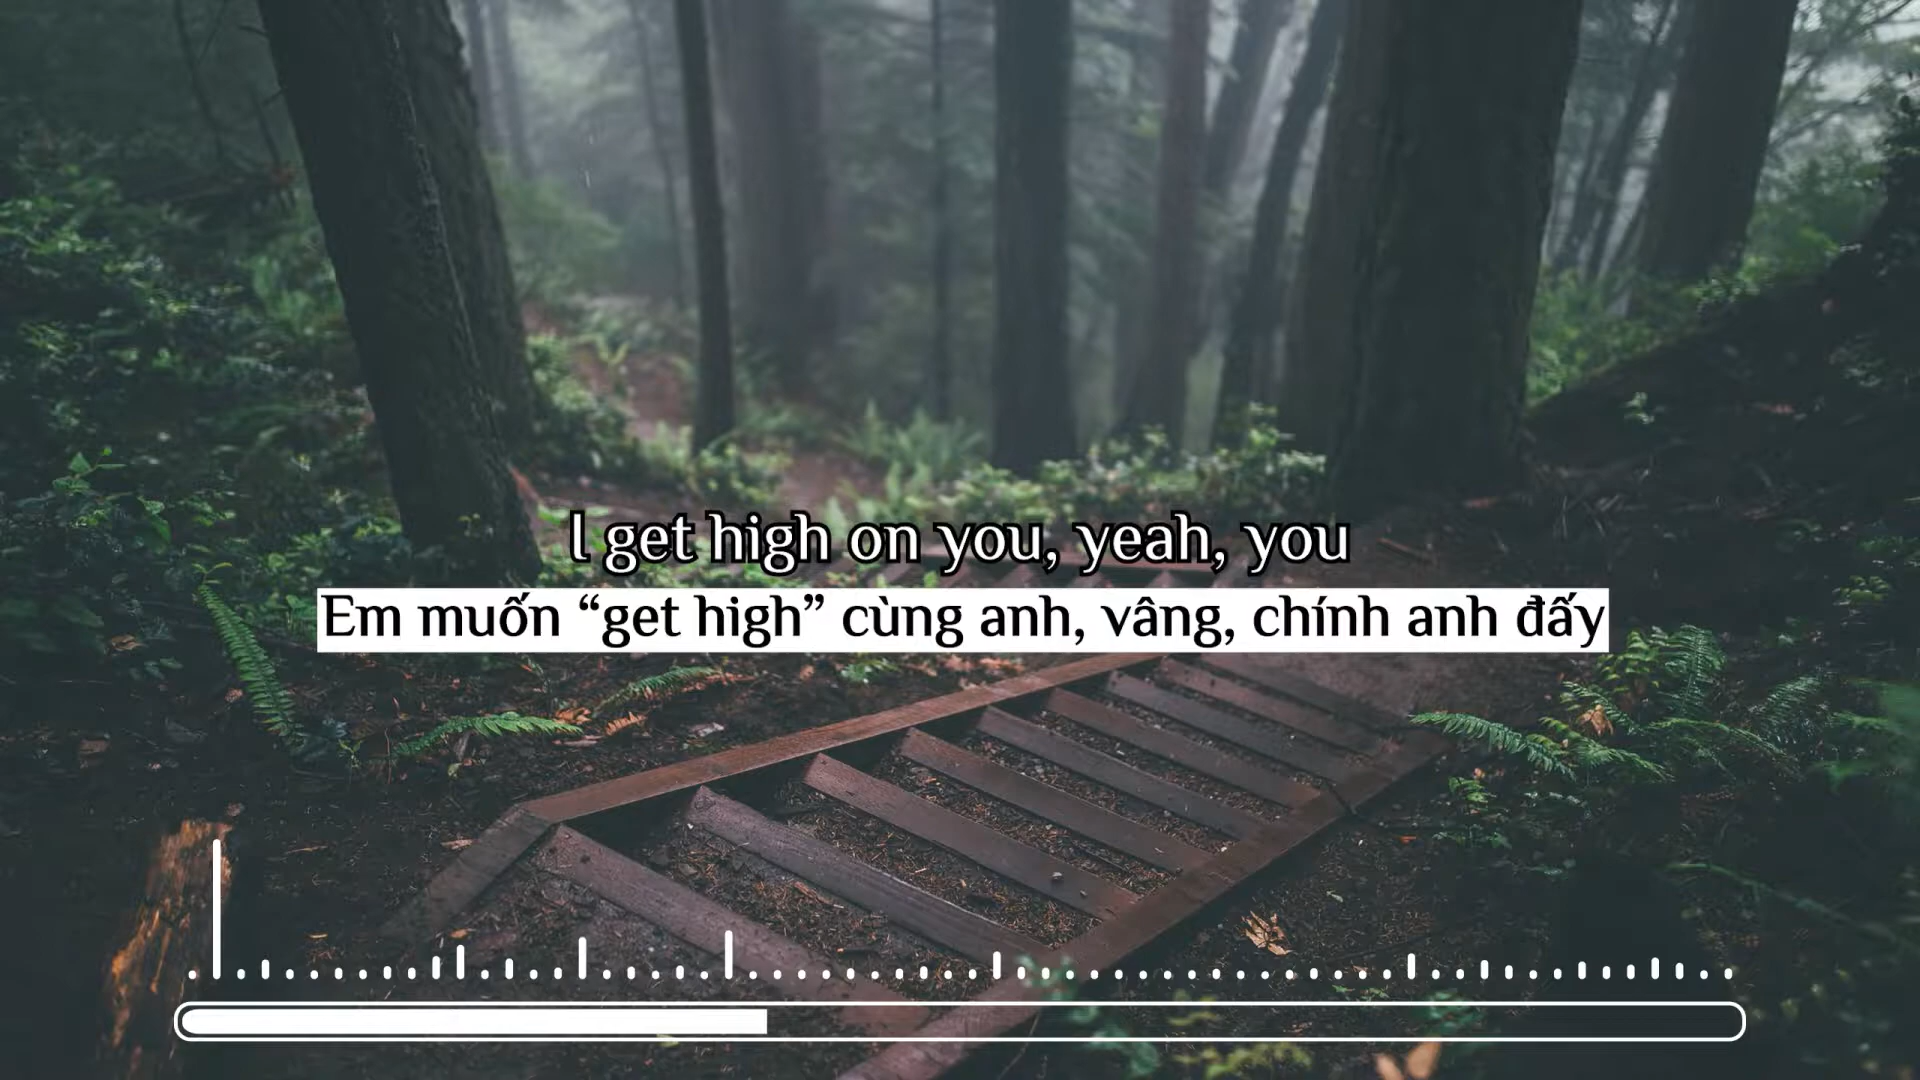 I get high on you, yeah, you
Em muốn “get high” cùng anh, vâng, chính anh đấy